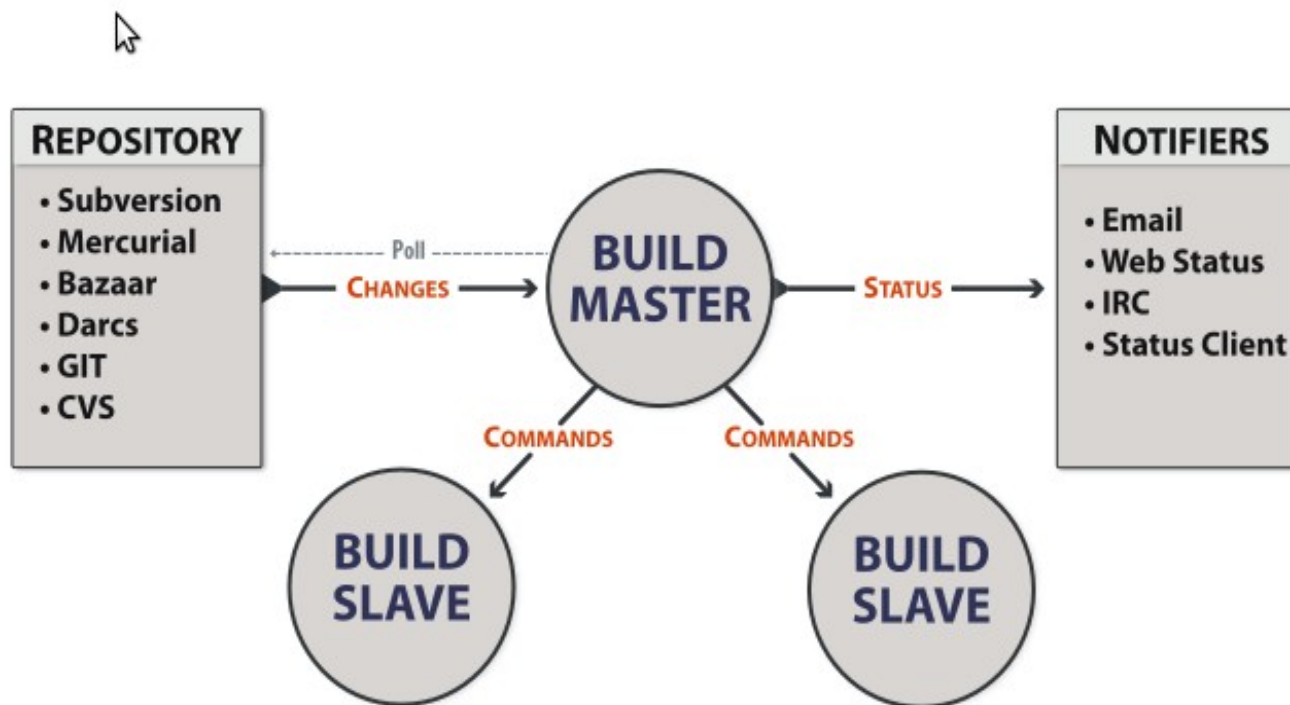 REPOSITORY
• Subversion
• Mercurial
• Bazaar
• Darcs
• GIT
• CVS
Poll
CHANGES
BUILD
MASTER
STATUS
NOTIFIERS
• Email
• Web Status
• IRC
• Status Client
COMMANDS
COMMANDS
BUILD
SLAVE
BUILD
SLAVE